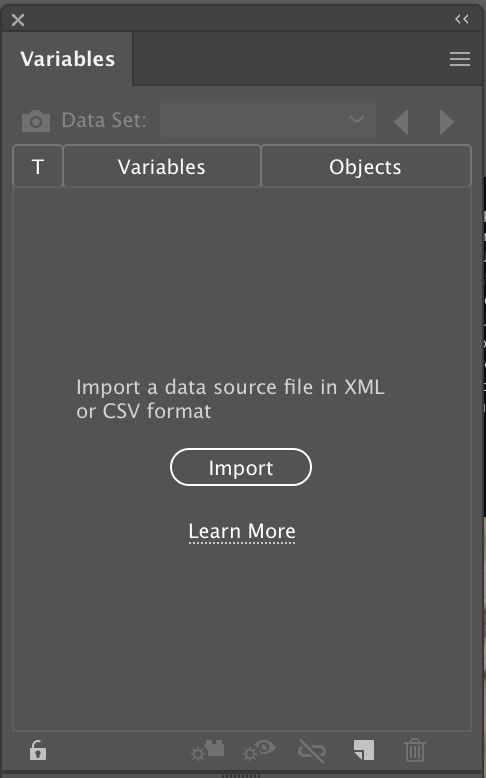 Variables
Data Set:
T Variables Objects
Import a data source file in XML
or CSV format
Import
Learn More